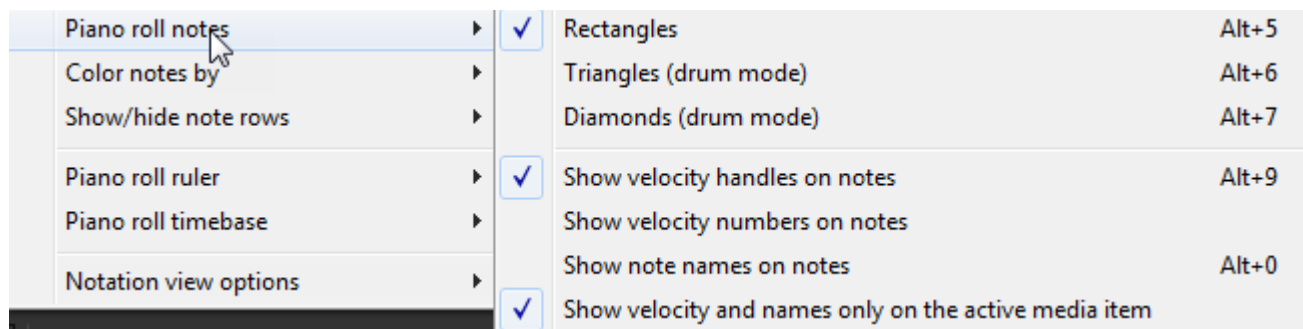 Piano roll notes
Color notes by
Show/hide note rows
Piano roll ruler
Piano roll timebase
Notation view options
Rectangles Alt+5
Triangles (drum mode) Alt+6
Diamonds (drum mode) Alt+7
Show velocity handles on notes Alt+9
Show velocity numbers on notes
Show note names on notes Alt+0
Show velocity and names only on the active media item